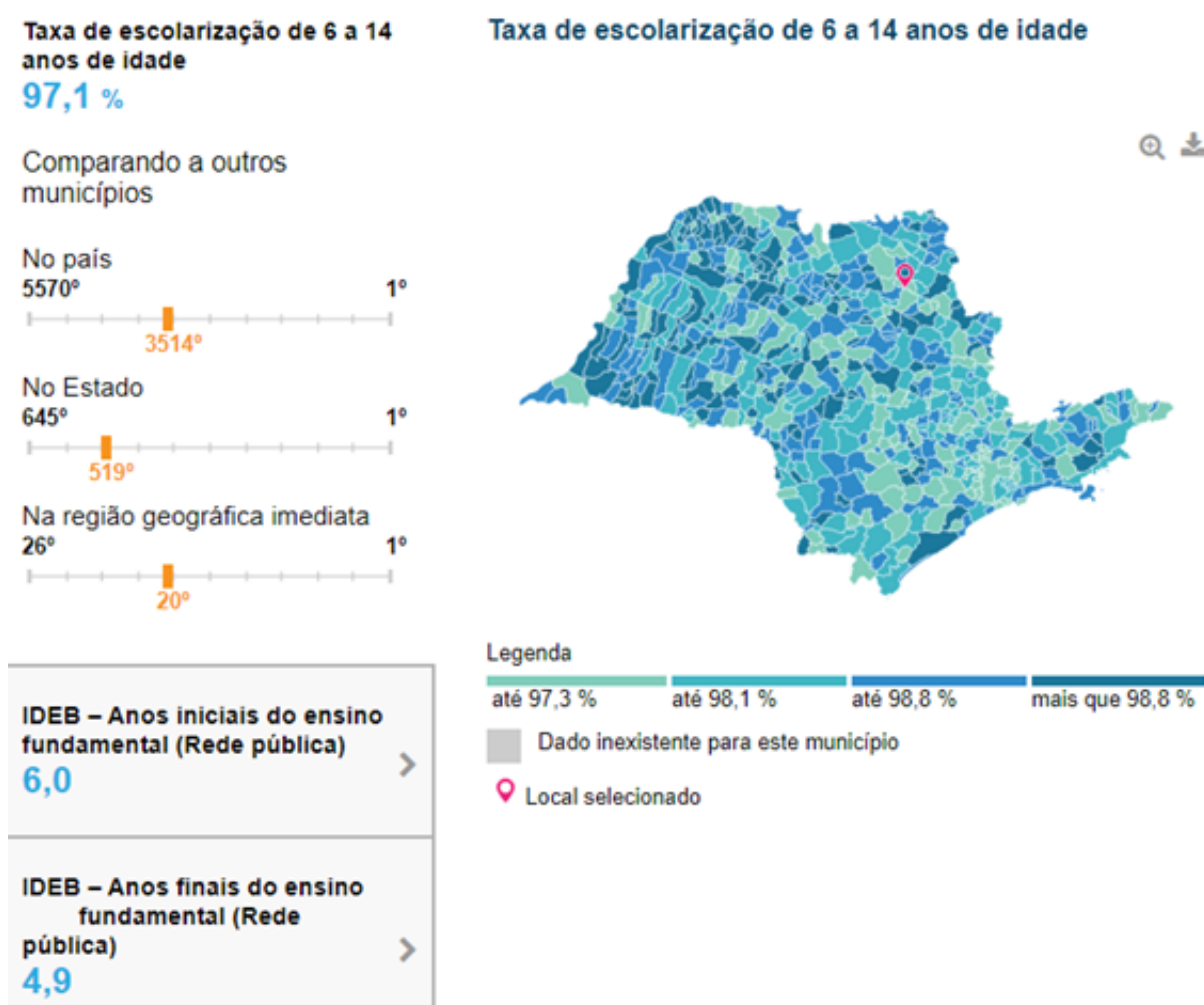 Taxa de escolarização de 6 a 14
anos de idade
97,1 %
Comparando a outros
municípios
No país
5570º 1º
3514º
No Estado
645º 1º
519º
Na região geográfica imediata
26º 1º
20º
IDEB – Anos iniciais do ensino
fundamental (Rede pública)
6,0
IDEB – Anos finais do ensino
fundamental (Rede
pública)
4,9
Taxa de escolarização de 6 a 14 anos de idade
Legenda
até 97,3 % até 98,1 % até 98,8 % mais que 98,8 %
Dado inexistente para este município
Local selecionado